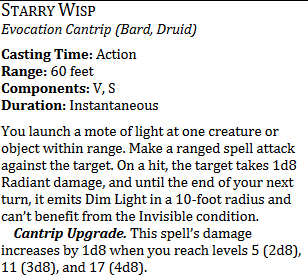 STARRY WISP
Evocation Cantrip (Bard, Druid)
Casting Time: Action
Range: 60 feet
Components: V, S
Duration: Instantaneous
You launch a mote of light at one creature or
object within range. Make a ranged spell attack
against the target. On a hit, the target takes 1d8
Radiant damage, and until the end of your next
turn, it emits Dim Light in a 10-foot radius and
can’t benefit from the Invisible condition.
Cantrip Upgrade. This spell’s damage
increases by 1d8 when you reach levels 5 (2d8),
11 (3d8), and 17 (4d8).